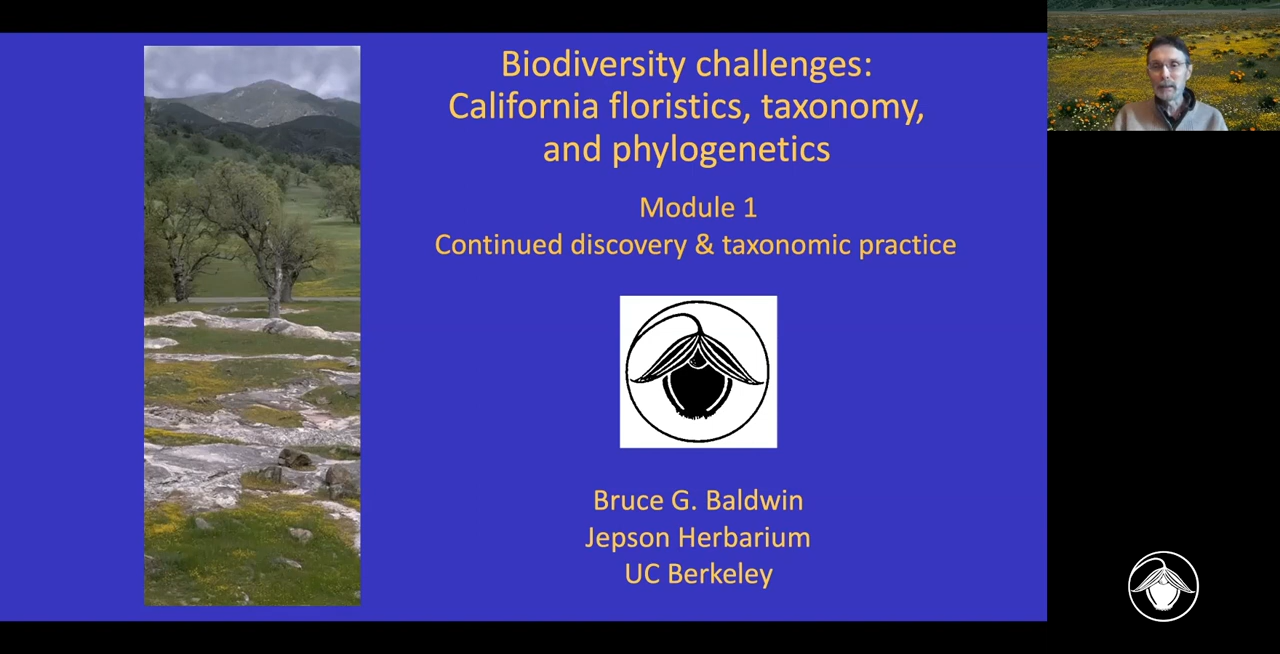 Biodiversity challenges:
California floristics, taxonomy,
and phylogenetics
Module 1
Continued discovery & taxonomic practice
Bruce G. Baldwin
Jepson Herbarium
UC Berkeley